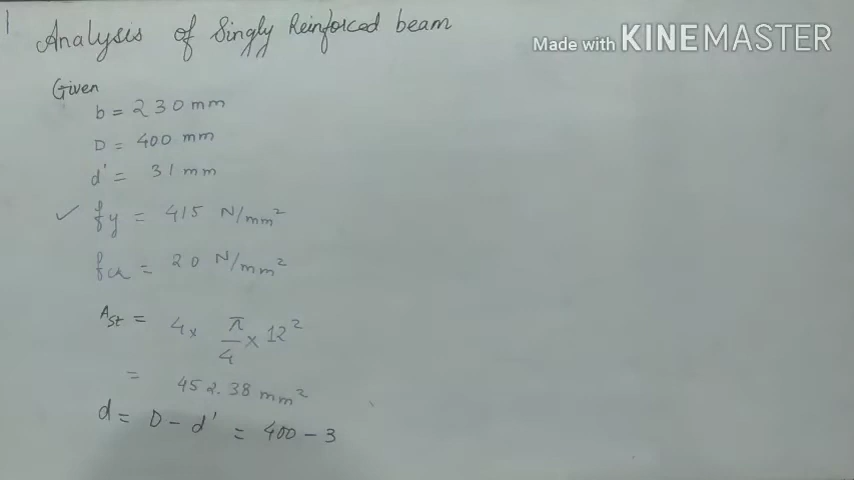 1
Analysis of Singly Reinforced beam
Made with KINEMASTER
Given
b = 230 mm
D = 400 mm
d' = 31 mm
✓ fy = 415 N/mm²
fck = 20 N/mm²
Ast = 4 x π/4 x 12²
= 452.38 mm²
d = D - d' = 400 - 3